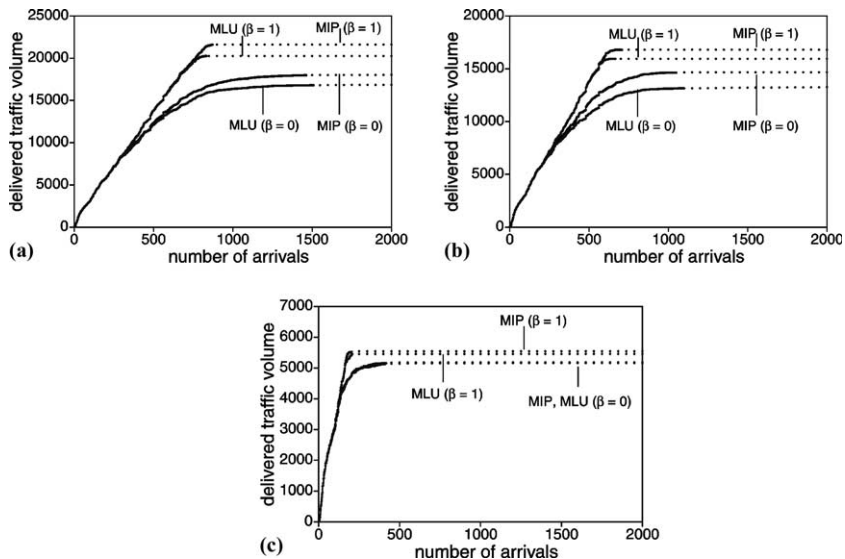 25000
MLU (β = 1) MIP (β = 1)
20000
15000
10000
MLU (β = 0) MIP (β = 0)
5000
0
delivered traffic volume
0 500 1000 1500 2000
number of arrivals
(a)
20000
MLU (β = 1) MIP (β = 1)
15000
10000
MLU (β = 0) MIP (β = 0)
5000
0
delivered traffic volume
0 500 1000 1500 2000
number of arrivals
(b)
7000
MIP (β = 1)
6000
5000
MLU (β = 1) MIP, MLU (β = 0)
4000
3000
2000
1000
0
delivered traffic volume
0 500 1000 1500 2000
number of arrivals
(c)